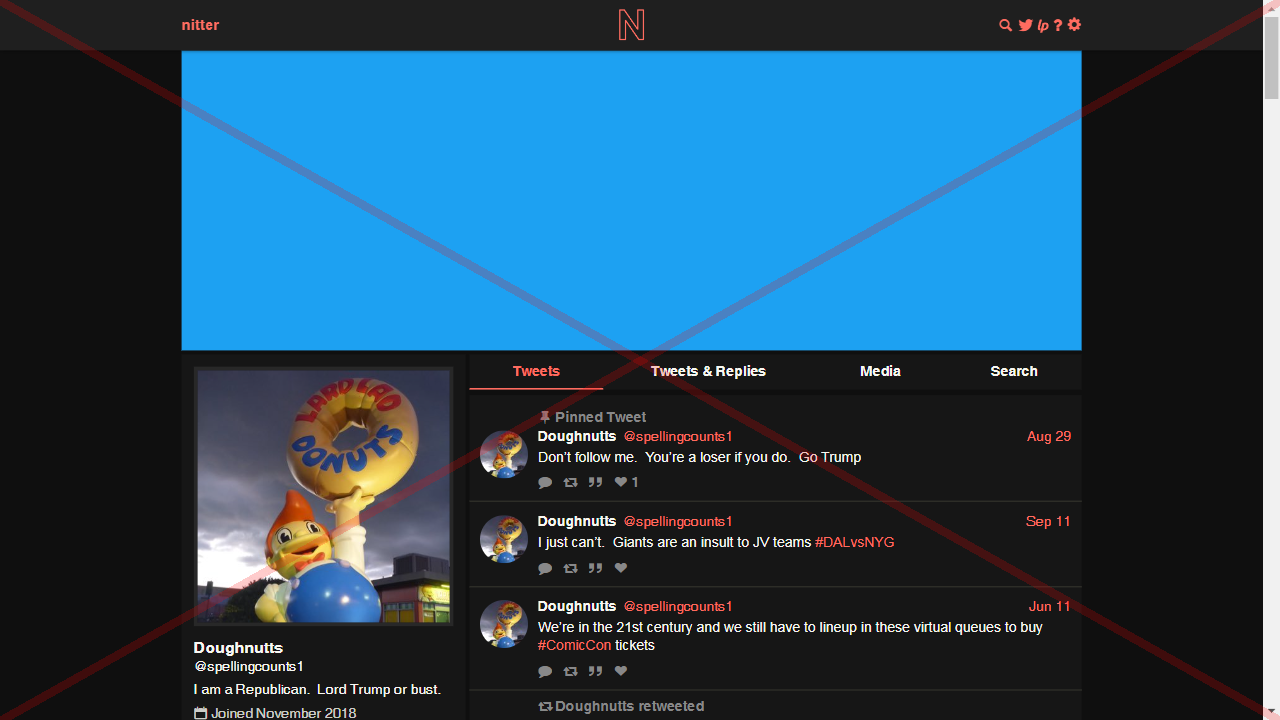 nitter
N
lp ?
LARD LAD
DONUTS
Doughnutts
@spellingcounts1
I am a Republican.  Lord Trump or bust.
Joined November 2018
Tweets
Tweets & Replies
Media
Search
Pinned Tweet
Doughnutts @spellingcounts1 Aug 29
Don't follow me.  You're a loser if you do.  Go Trump
1
Doughnutts @spellingcounts1 Sep 11
I just can't.  Giants are an insult to JV teams #DALvsNYG
Doughnutts @spellingcounts1 Jun 11
We're in the 21st century and we still have to lineup in these virtual queues to buy
#ComicCon tickets
Doughnutts retweeted